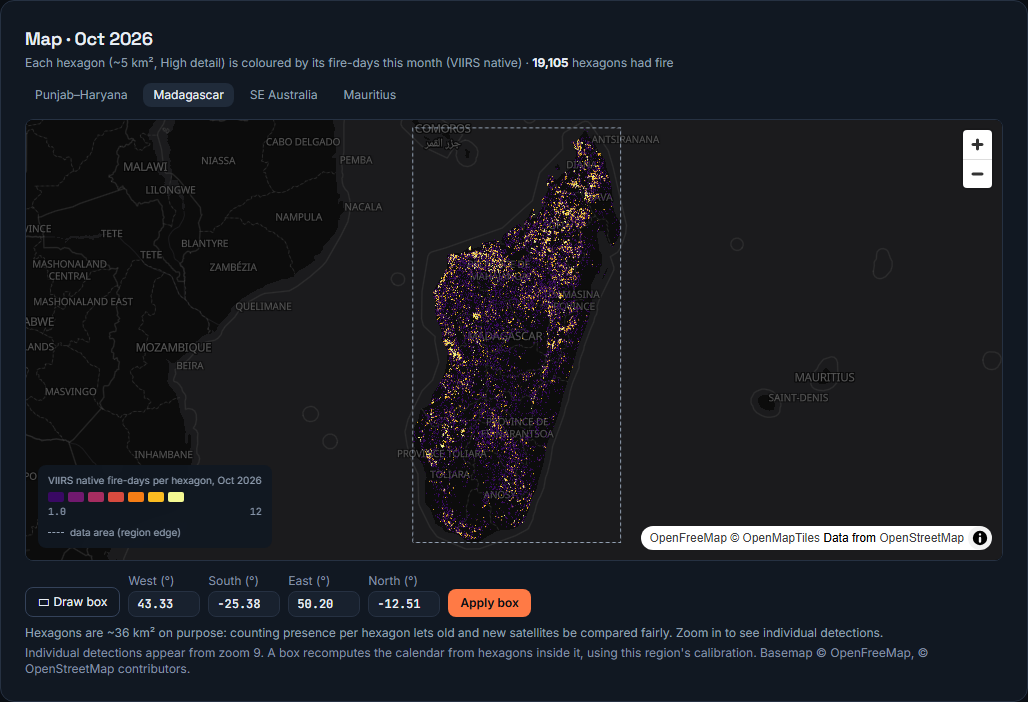 Map · Oct 2026
Each hexagon (~5 km², High detail) is coloured by its fire-days this month (VIIRS native) · 19,105 hexagons had fire
Punjab–Haryana
Madagascar
SE Australia
Mauritius
COMOROS
جزر القمر
ANTSIRANANA
CABO DELGADO
PEMBA
NIASSA
MALAWI
LILONGWE
NACALA
NAMPULA
TETE
BLANTYRE
TETE
ZAMBÉZIA
MASHONALAND
CENTRAL
MASHONALAND EAST
QUELIMANE
MOZAMBIQUE
BEIRA
MASVINGO
INHAMBANE
PROVINCE DE
PROVINCE TOLIARA
TOLIARA
MAURITIUS
SAINT-DENIS
+
−
VIIRS native fire-days per hexagon, Oct 2026
1.0
12
---- data area (region edge)
OpenFreeMap © OpenMapTiles Data from OpenStreetMap
Draw box
West (°)
43.33
South (°)
-25.38
East (°)
50.20
North (°)
-12.51
Apply box
Hexagons are ~36 km² on purpose: counting presence per hexagon lets old and new satellites be compared fairly. Zoom in to see individual detections.
Individual detections appear from zoom 9. A box recomputes the calendar from hexagons inside it, using this region's calibration. Basemap © OpenFreeMap, ©
OpenStreetMap contributors.